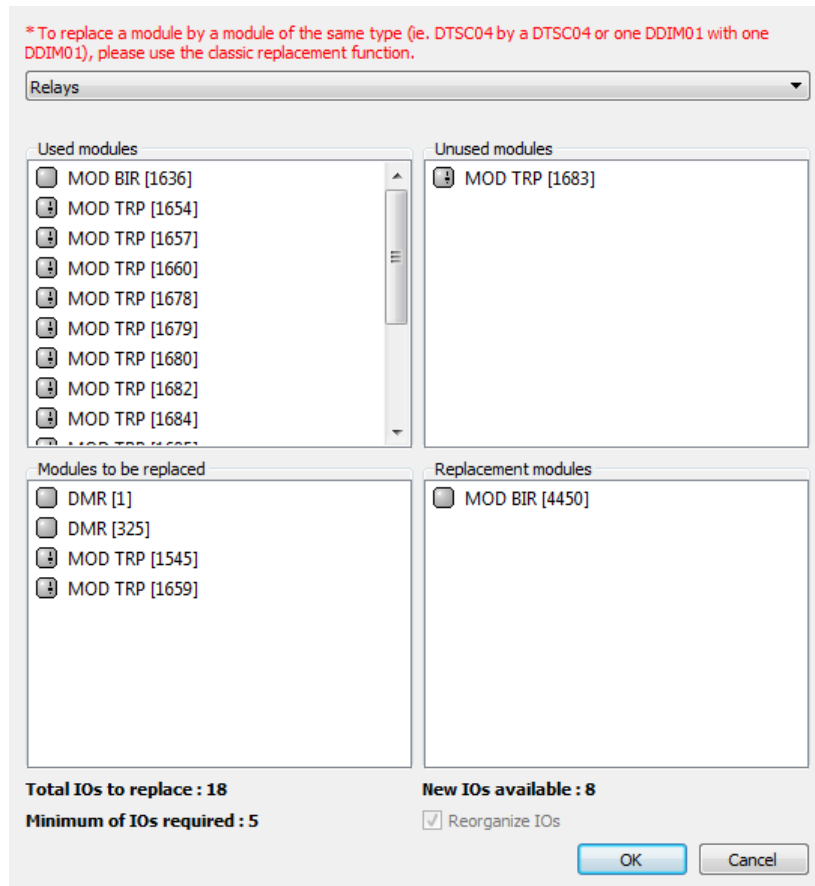 * To replace a module by a module of the same type (ie. DTSC04 by a DTSC04 or one DDIM01 with one
DDIM01), please use the classic replacement function.
Relays
Used modules
MOD BIR [1636]
MOD TRP [1654]
MOD TRP [1657]
MOD TRP [1660]
MOD TRP [1678]
MOD TRP [1679]
MOD TRP [1680]
MOD TRP [1682]
MOD TRP [1684]
Unused modules
MOD TRP [1683]
Modules to be replaced
DMR [1]
DMR [325]
MOD TRP [1545]
MOD TRP [1659]
Replacement modules
MOD BIR [4450]
Total IOs to replace : 18
New IOs available : 8
Minimum of IOs required : 5
Reorganize IOs
OK
Cancel